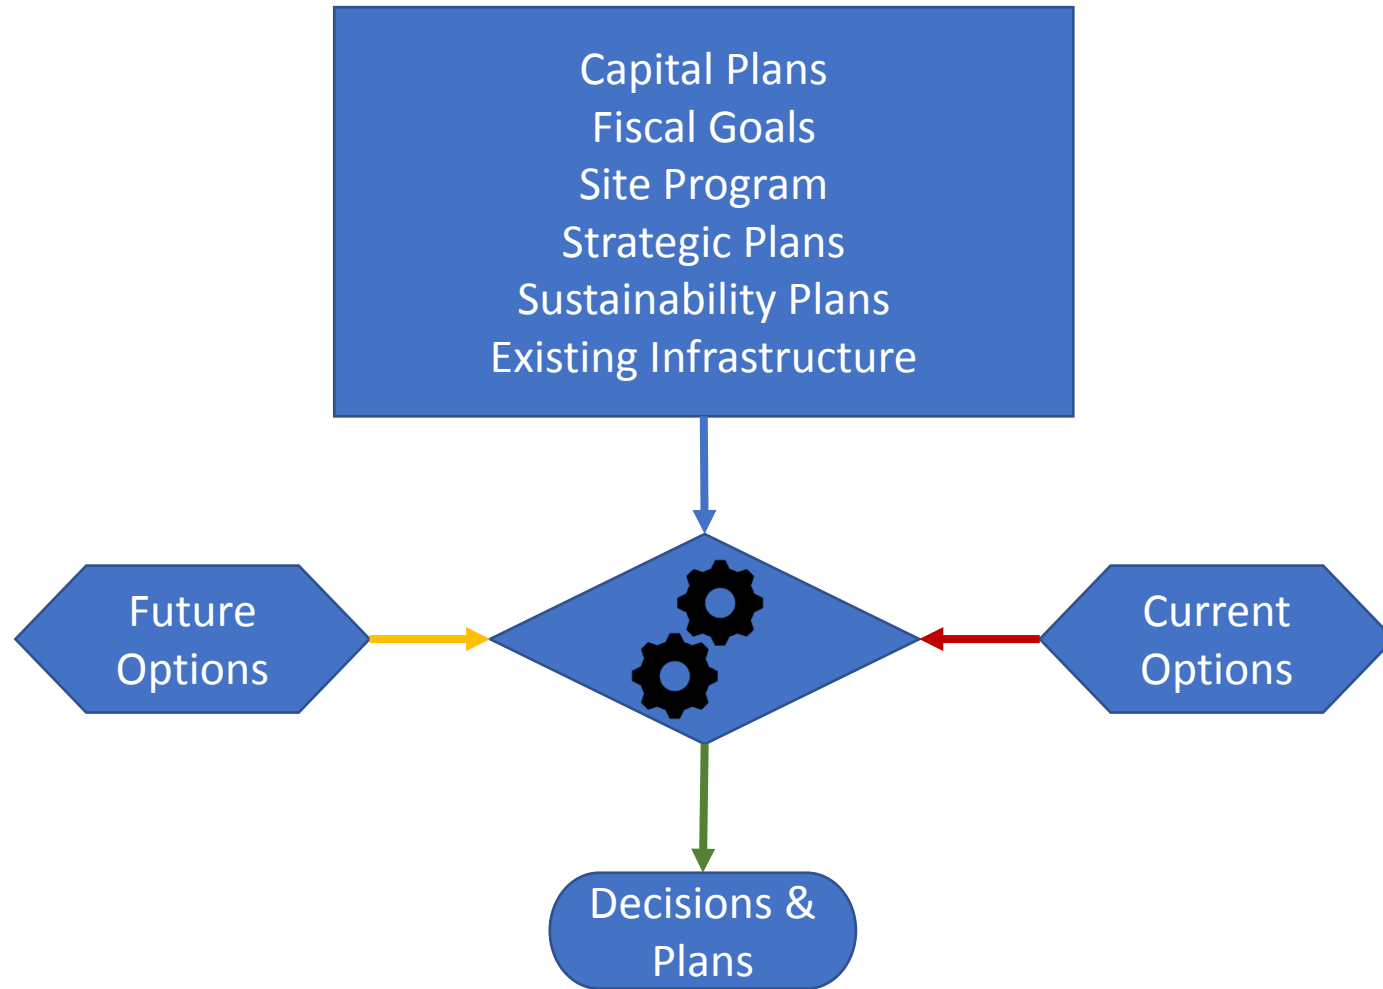 Capital Plans
Fiscal Goals
Site Program
Strategic Plans
Sustainability Plans
Existing Infrastructure
Future
Options
Current
Options
Decisions &
Plans